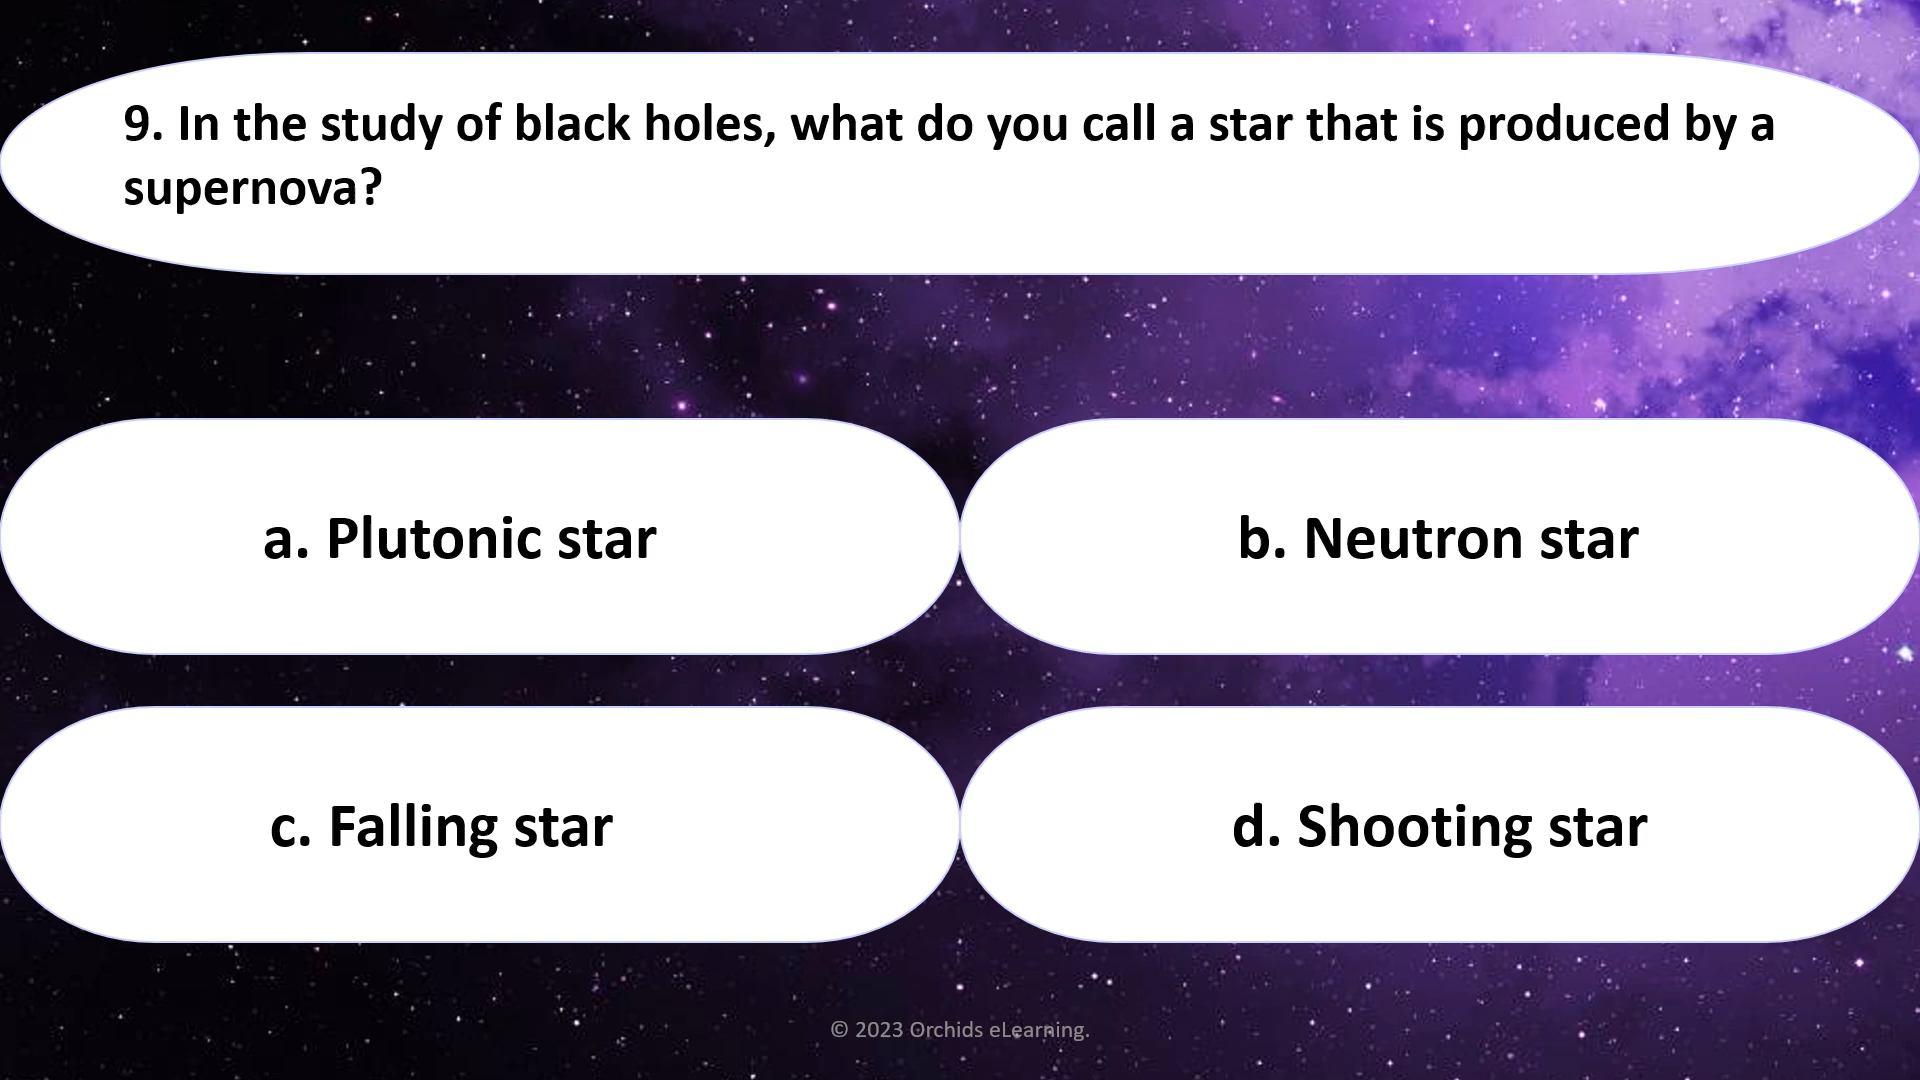 9. In the study of black holes, what do you call a star that is produced by a
supernova?
a. Plutonic star
b. Neutron star
c. Falling star
d. Shooting star
© 2023 Orchids eLearning.